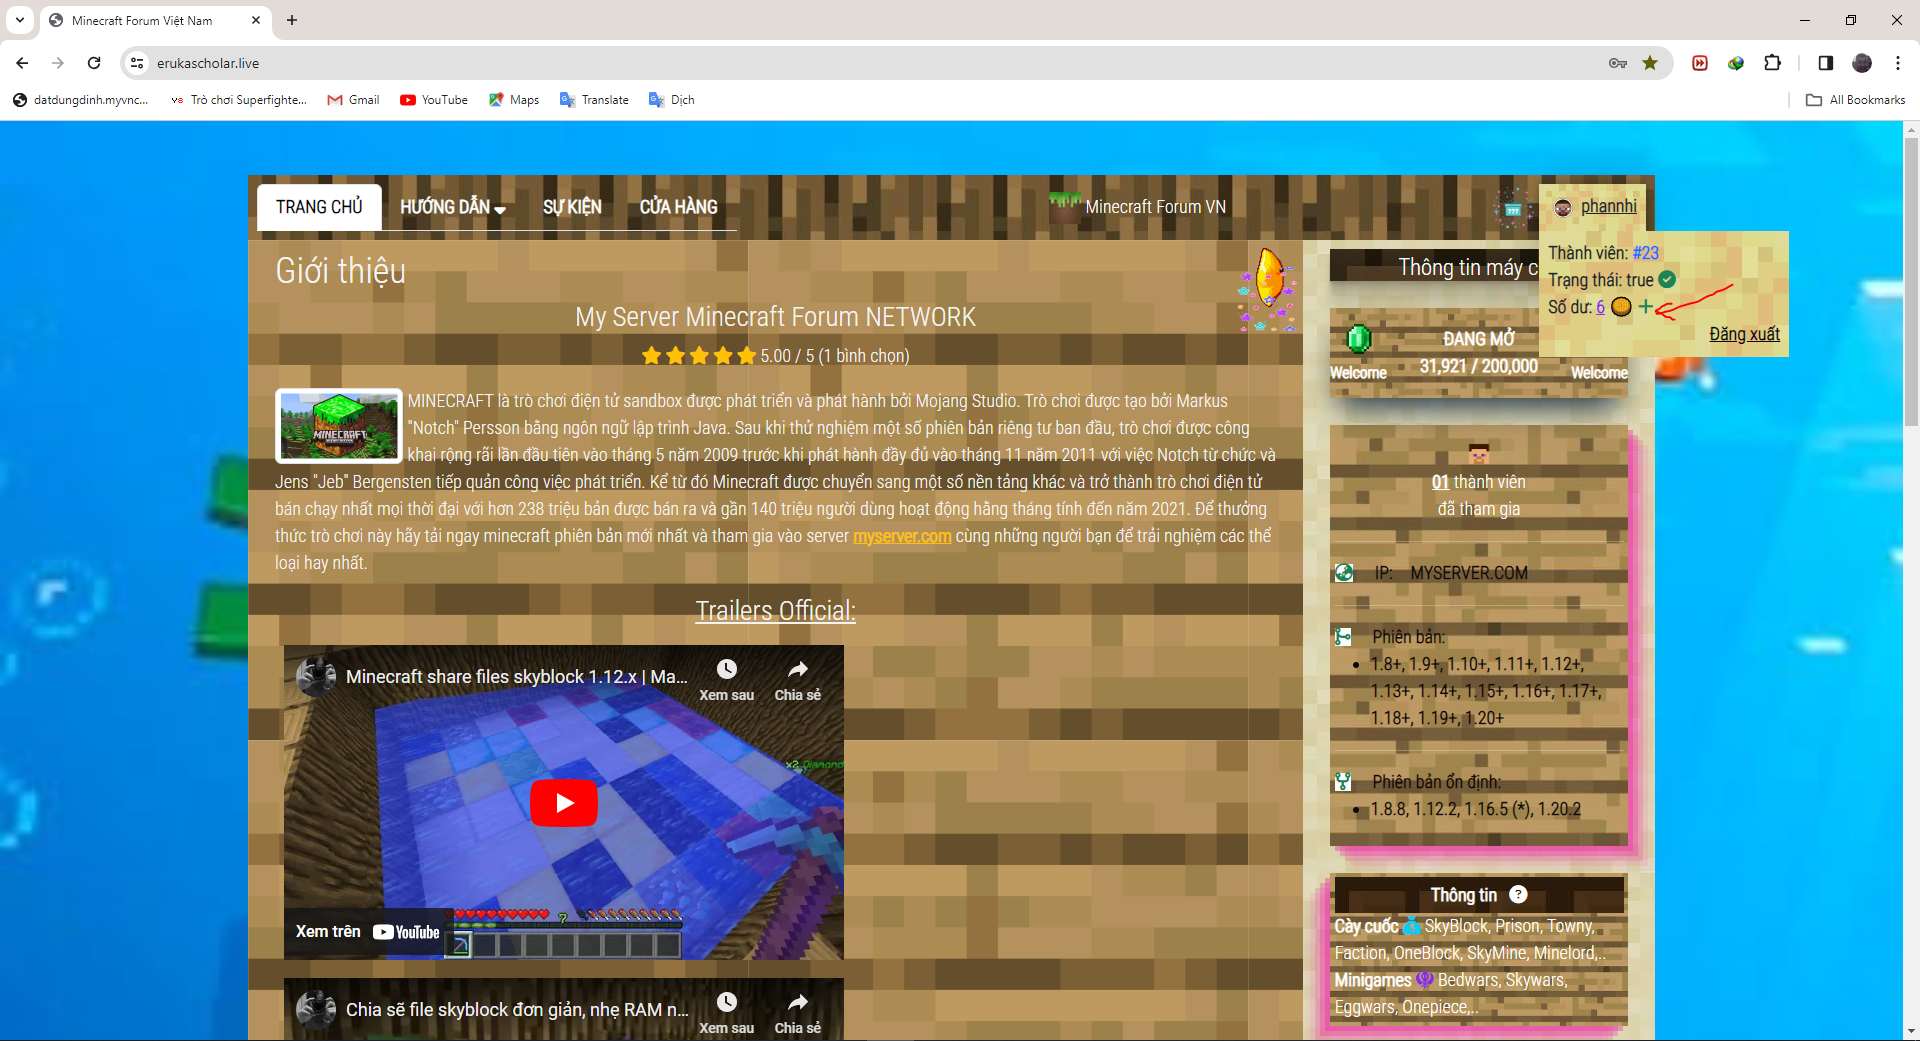 Minecraft Forum Việt Nam
erukascholar.live
datdungdinh.myvnc...
Trò chơi Superfighte...
Gmail
YouTube
Maps
Translate
Dịch
All Bookmarks
TRANG CHỦ
HƯỚNG DẪN
SỰ KIỆN
CỬA HÀNG
Minecraft Forum VN
phannhi
Thành viên: #23
Trạng thái: true
Số dư: 6 +
Đăng xuất
Giới thiệu
My Server Minecraft Forum NETWORK
5.00 / 5 (1 bình chọn)
MINECRAFT
MINECRAFT là trò chơi điện tử sandbox được phát triển và phát hành bởi Mojang Studio. Trò chơi được tạo bởi Markus
"Notch" Persson bằng ngôn ngữ lập trình Java. Sau khi thử nghiệm một số phiên bản riêng tư ban đầu, trò chơi được công
khai rộng rãi lần đầu tiên vào tháng 5 năm 2009 trước khi phát hành đầy đủ vào tháng 11 năm 2011 với việc Notch từ chức và
Jens "Jeb" Bergensten tiếp quản công việc phát triển. Kể từ đó Minecraft được chuyển sang một số nền tảng khác và trở thành trò chơi điện tử
bán chạy nhất mọi thời đại với hơn 238 triệu bản được bán ra và gần 140 triệu người dùng hoạt động hằng tháng tính đến năm 2021. Để thưởng
thức trò chơi này hãy tải ngay minecraft phiên bản mới nhất và tham gia vào server myserver.com cùng những người bạn để trải nghiệm các thể
loại hay nhất.
Trailers Official:
Minecraft share files skyblock 1.12.x | Ma...
Xem sau
Chia sẻ
x2 Diamond
Xem trên YouTube
Chia sẽ file skyblock đơn giản, nhẹ RAM n...
Xem sau
Chia sẻ
Thông tin máy c
ĐANG MỞ
31,921 / 200,000
Welcome
Welcome
01 thành viên
đã tham gia
IP: MYSERVER.COM
Phiên bản:
1.8+, 1.9+, 1.10+, 1.11+, 1.12+,
1.13+, 1.14+, 1.15+, 1.16+, 1.17+,
1.18+, 1.19+, 1.20+
Phiên bản ổn định:
1.8.8, 1.12.2, 1.16.5 (*), 1.20.2
Thông tin ?
Cày cuốc SkyBlock, Prison, Towny,
Faction, OneBlock, SkyMine, Minelord,..
Minigames Bedwars, Skywars,
Eggwars, Onepiece,..